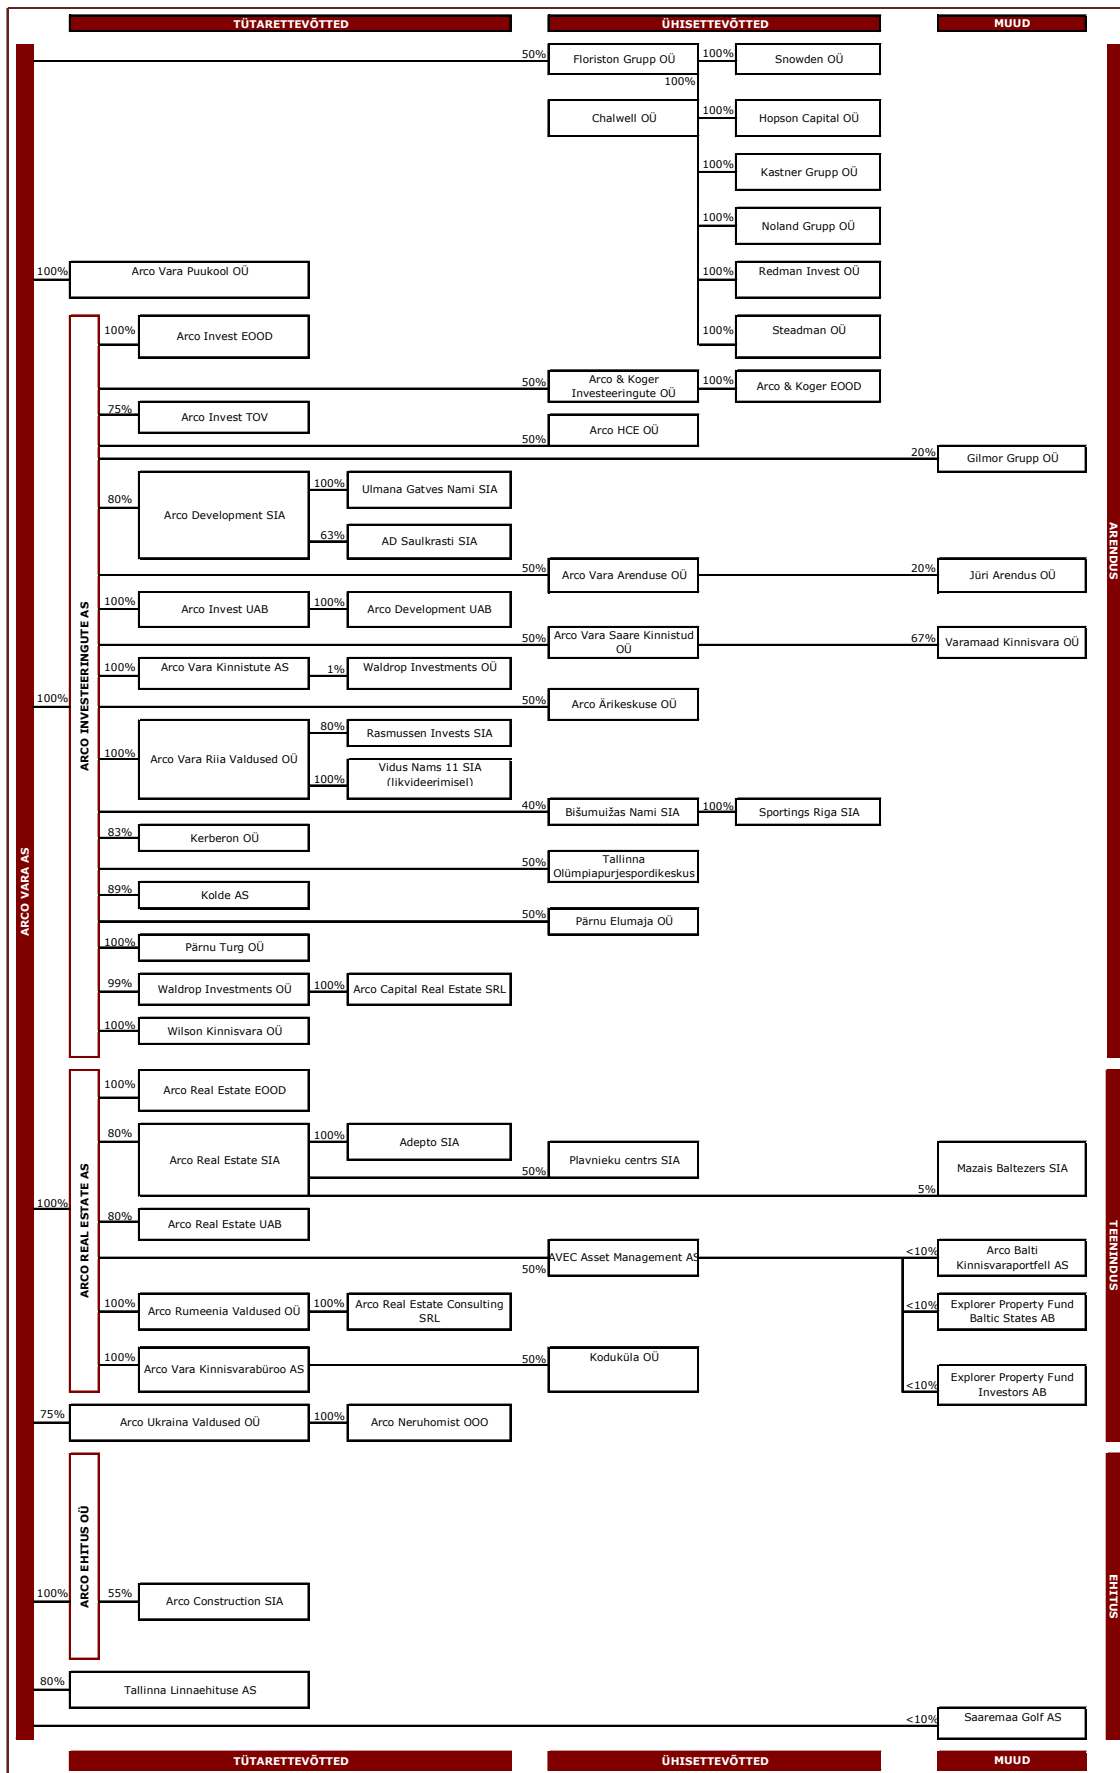 TÜTARETTEVÕTTED
ÜHISETTEVÕTTED
MUUD
ARCO VARA AS
ARENDUS
50%
Floriston Grupp OÜ
100%
Snowden OÜ
100%
Chalwell OÜ
100%
Hopson Capital OÜ
100%
Kastner Grupp OÜ
100%
Noland Grupp OÜ
100%
Arco Vara Puukool OÜ
100%
Redman Invest OÜ
100%
Steadman OÜ
100%
ARCO INVESTEERINGUTE AS
100%
Arco Invest EOOD
50%
Arco & Koger
Investeeringute OÜ
100%
Arco & Koger EOOD
75%
Arco Invest TOV
50%
Arco HCE OÜ
20%
Gilmor Grupp OÜ
80%
Arco Development SIA
100%
Ulmana Gatves Nami SIA
63%
AD Saulkrasti SIA
50%
Arco Vara Arenduse OÜ
20%
Jüri Arendus OÜ
100%
Arco Invest UAB
100%
Arco Development UAB
50%
Arco Vara Saare Kinnistud
OÜ
67%
Varamaad Kinnisvara OÜ
100%
Arco Vara Kinnistute AS
1%
Waldrop Investments OÜ
50%
Arco Ärikeskuse OÜ
100%
Arco Vara Riia Valdused OÜ
80%
Rasmussen Invests SIA
100%
Vidus Nams 11 SIA
(likvideerimisel)
40%
Bišumuižas Nami SIA
100%
Sportings Riga SIA
83%
Kerberon OÜ
50%
Tallinna
Olümpiapurjespordikeskus
89%
Kolde AS
50%
Pärnu Elumaja OÜ
100%
Pärnu Turg OÜ
99%
Waldrop Investments OÜ
100%
Arco Capital Real Estate SRL
100%
Wilson Kinnisvara OÜ
100%
ARCO REAL ESTATE AS
TEENINDUS
100%
Arco Real Estate EOOD
80%
Arco Real Estate SIA
100%
Adepto SIA
50%
Plavnieku centrs SIA
5%
Mazais Baltezers SIA
80%
Arco Real Estate UAB
50%
AVEC Asset Management AS
<10%
Arco Balti
Kinnisvaraportfell AS
100%
Arco Rumeenia Valdused OÜ
100%
Arco Real Estate Consulting
SRL
<10%
Explorer Property Fund
Baltic States AB
100%
Arco Vara Kinnisvarabüroo AS
50%
Koduküla OÜ
<10%
Explorer Property Fund
Investors AB
75%
Arco Ukraina Valdused OÜ
100%
Arco Neruhomist OOO
100%
ARCO EHITUS OÜ
55%
Arco Construction SIA
EHITUS
80%
Tallinna Linnaehituse AS
<10%
Saaremaa Golf AS
TÜTARETTEVÕTTED
ÜHISETTEVÕTTED
MUUD